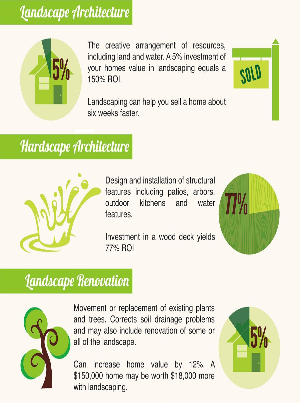 Landscape Architecture
The creative arrangement of resources,
including land and water. A 5% investment of
your homes value in landscaping equals a
150% ROI.
5%
SOLD
Landscaping can help you sell a home about
six weeks faster.
Hardscape Architecture
Design and installation of structural
features including patios, arbors,
outdoor kitchens and water
features.
77%
Investment in a wood deck yields
77% ROI
Landscape Renovation
Movement or replacement of existing plants
and trees. Corrects soil drainage problems
and may also include renovation of some or
all of the landscape.
5%
Can increase home value by 12%. A
$150,000 home may be worth $18,000 more
with landscaping.